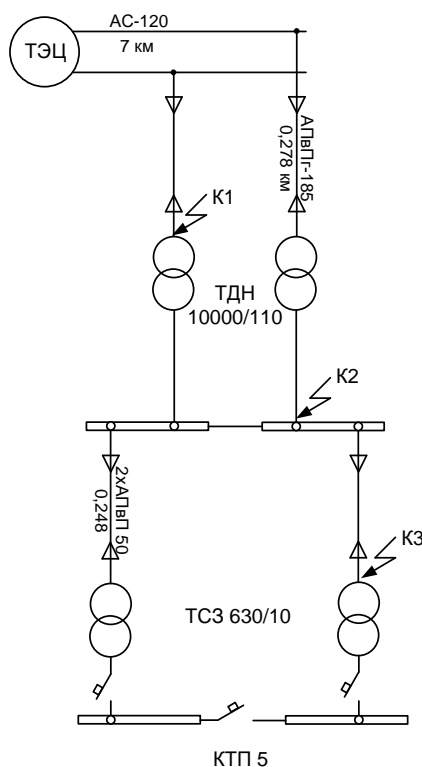 АС-120
ТЭЦ
7 км
АПвПг-185
0,278 км
К1
ТДН
10000/110
К2
2хАПвП 50
0,248
К3
ТСЗ 630/10
КТП 5